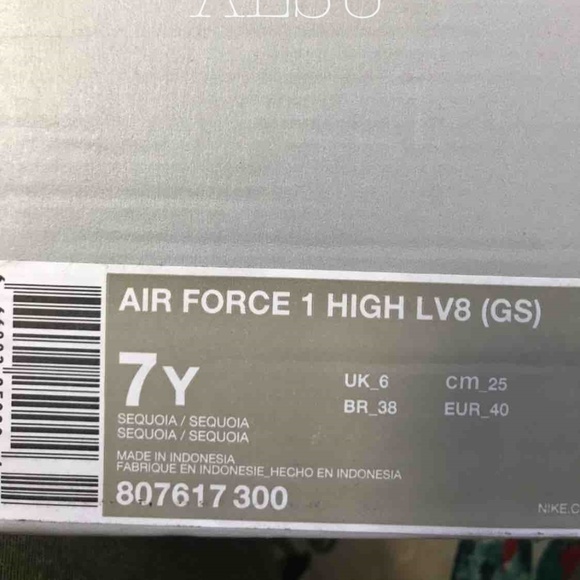 AIR FORCE 1 HIGH LV8 (GS)
7Y
UK_6 cm_25
BR_38 EUR_40
SEQUOIA / SEQUOIA
SEQUOIA / SEQUOIA
MADE IN INDONESIA
FABRIQUE EN INDONESIE_HECHO EN INDONESIA
807617 300
NIKE.C